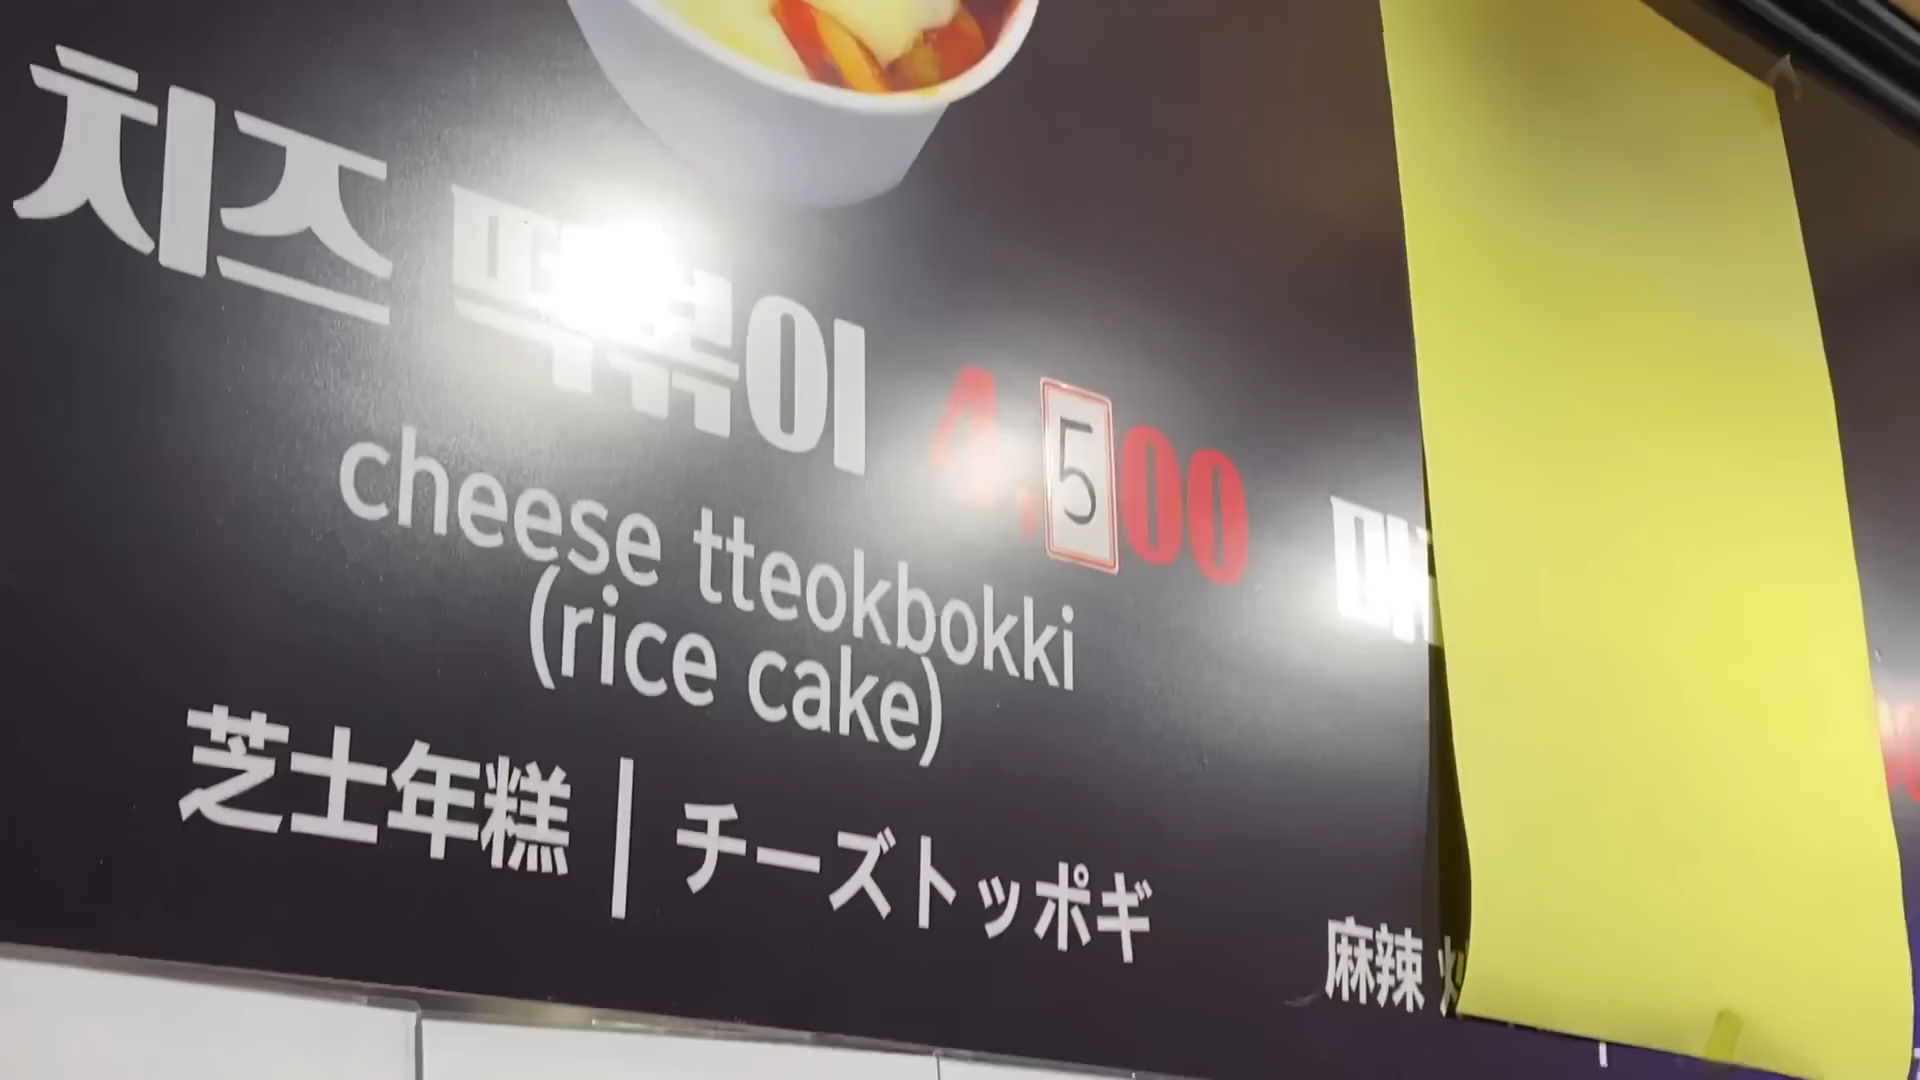 치즈 떡볶이 4,500
cheese tteokbokki
(rice cake)
芝士年糕 | チーズトッポギ
麻辣